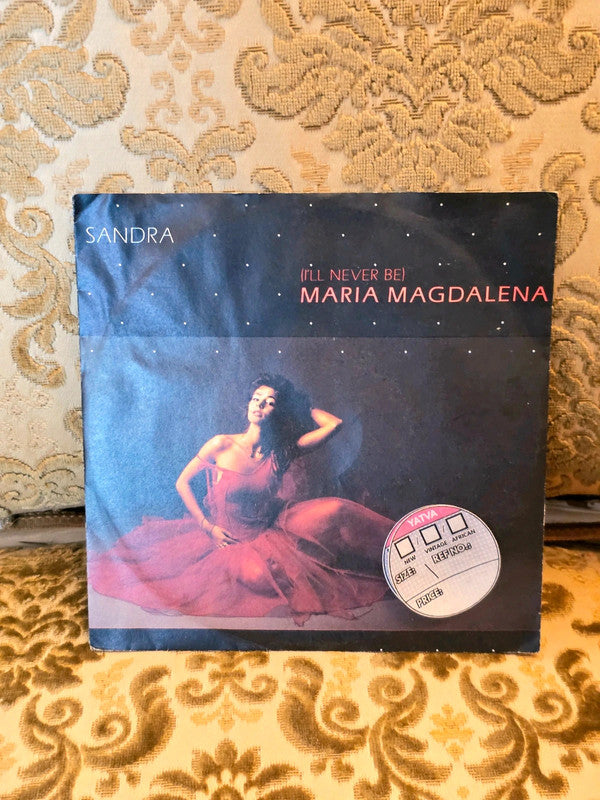 SANDRA
(I'LL NEVER BE)
MARIA MAGDALENA
YATVA
NEW / VINTAGE / AFRICAN
SIZE:
REF NO.:
PRICE: